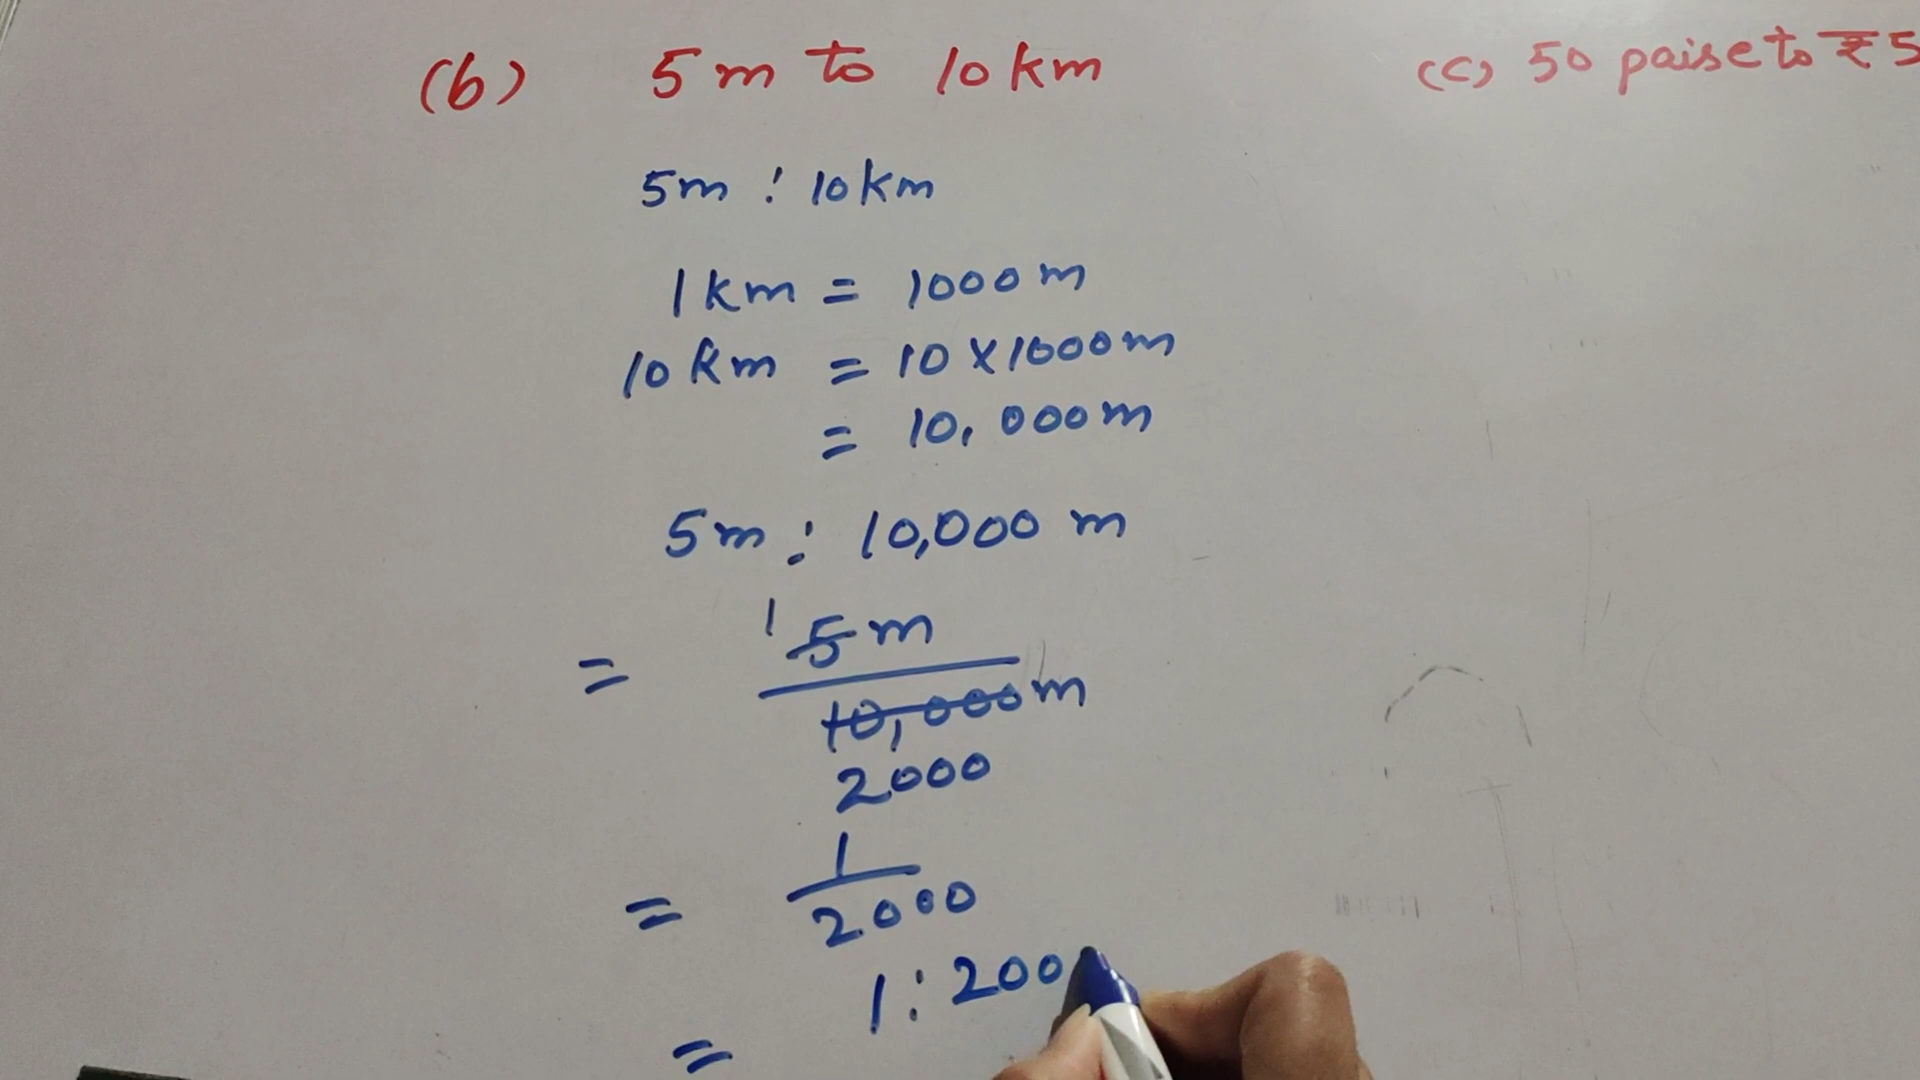 (b) 5m to 10km
(c) 50 paise to ₹5
5m : 10km
1km = 1000m
10km = 10×1000m
= 10,000m
5m : 10,000 m
= 1 5m
10,000m
2000
= 1
2000
= 1:200